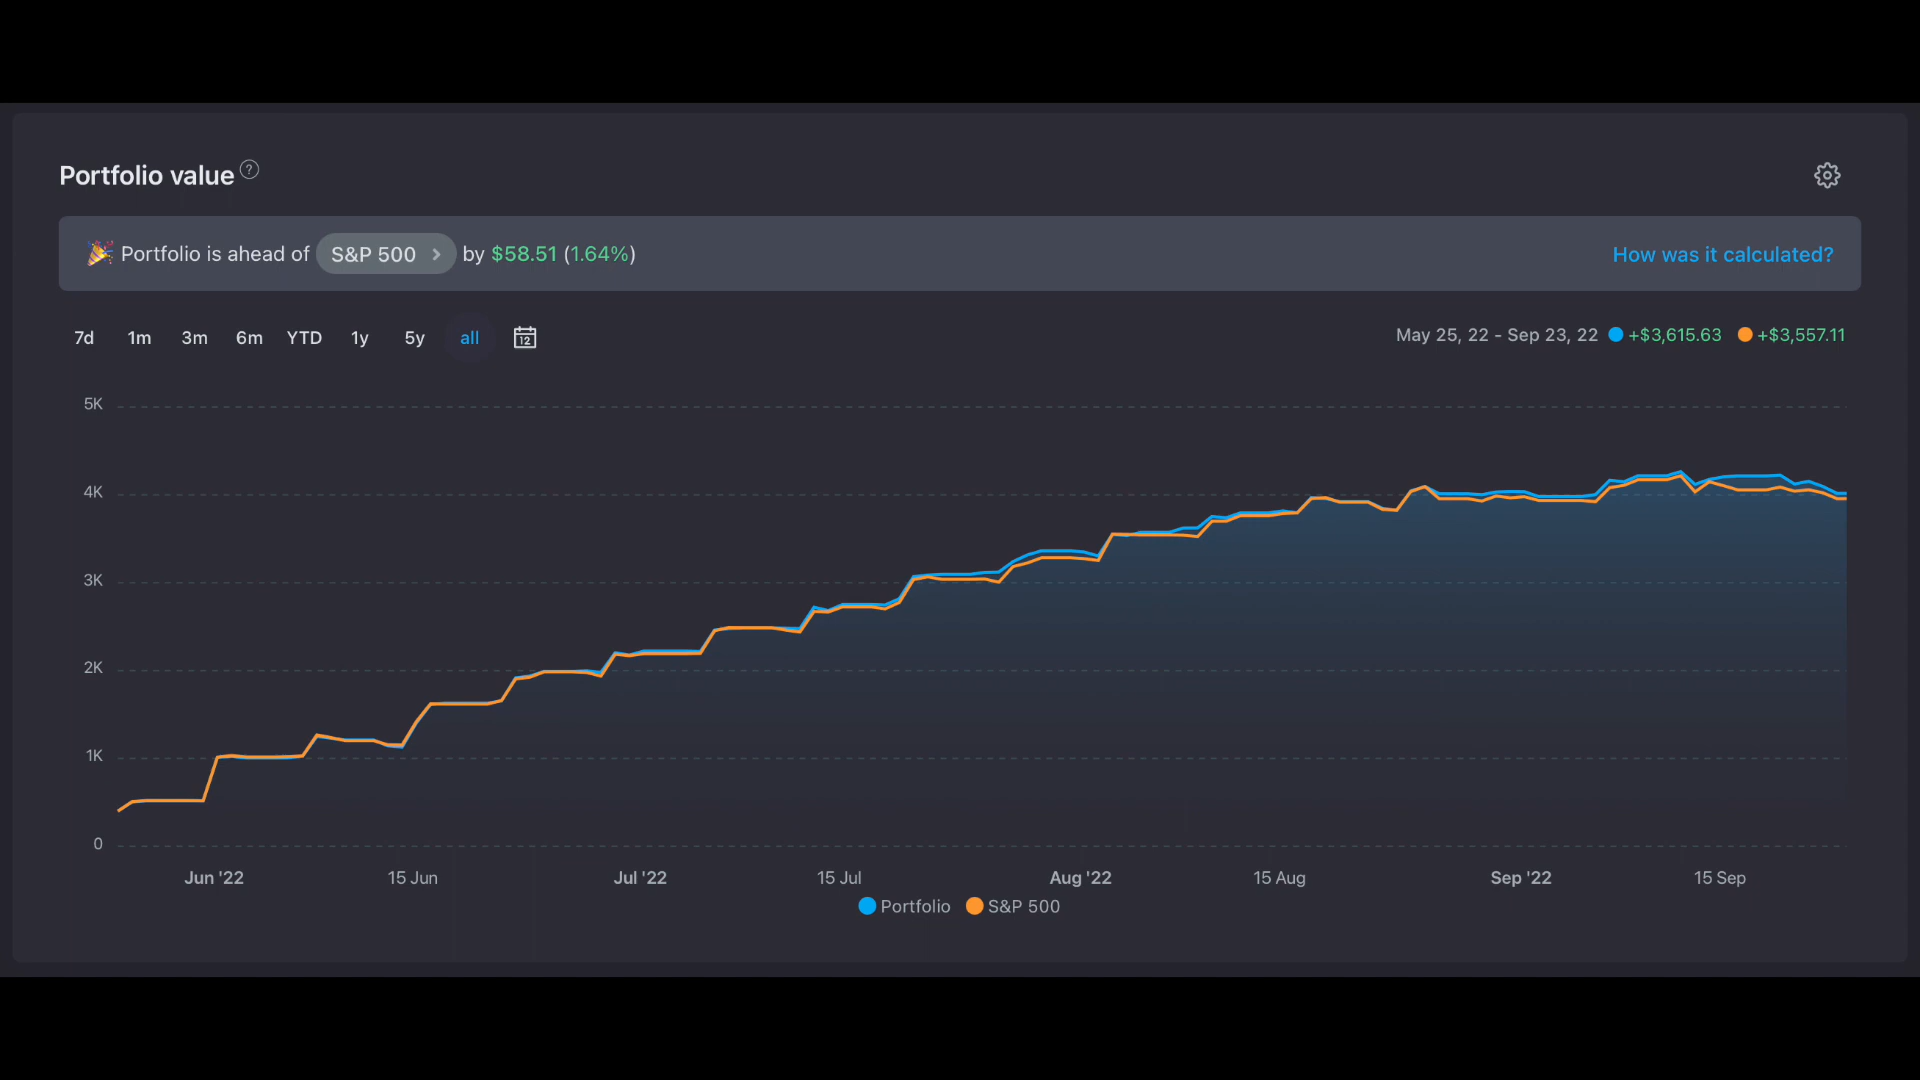 Portfolio value ?
🎉 Portfolio is ahead of S&P 500 > by $58.51 (1.64%) How was it calculated?
7d 1m 3m 6m YTD 1y 5y all 12 May 25, 22 - Sep 23, 22 +$3,615.63 +$3,557.11
5K
4K
3K
2K
1K
0
Jun '22 15 Jun Jul '22 15 Jul Aug '22 15 Aug Sep '22 15 Sep
Portfolio S&P 500